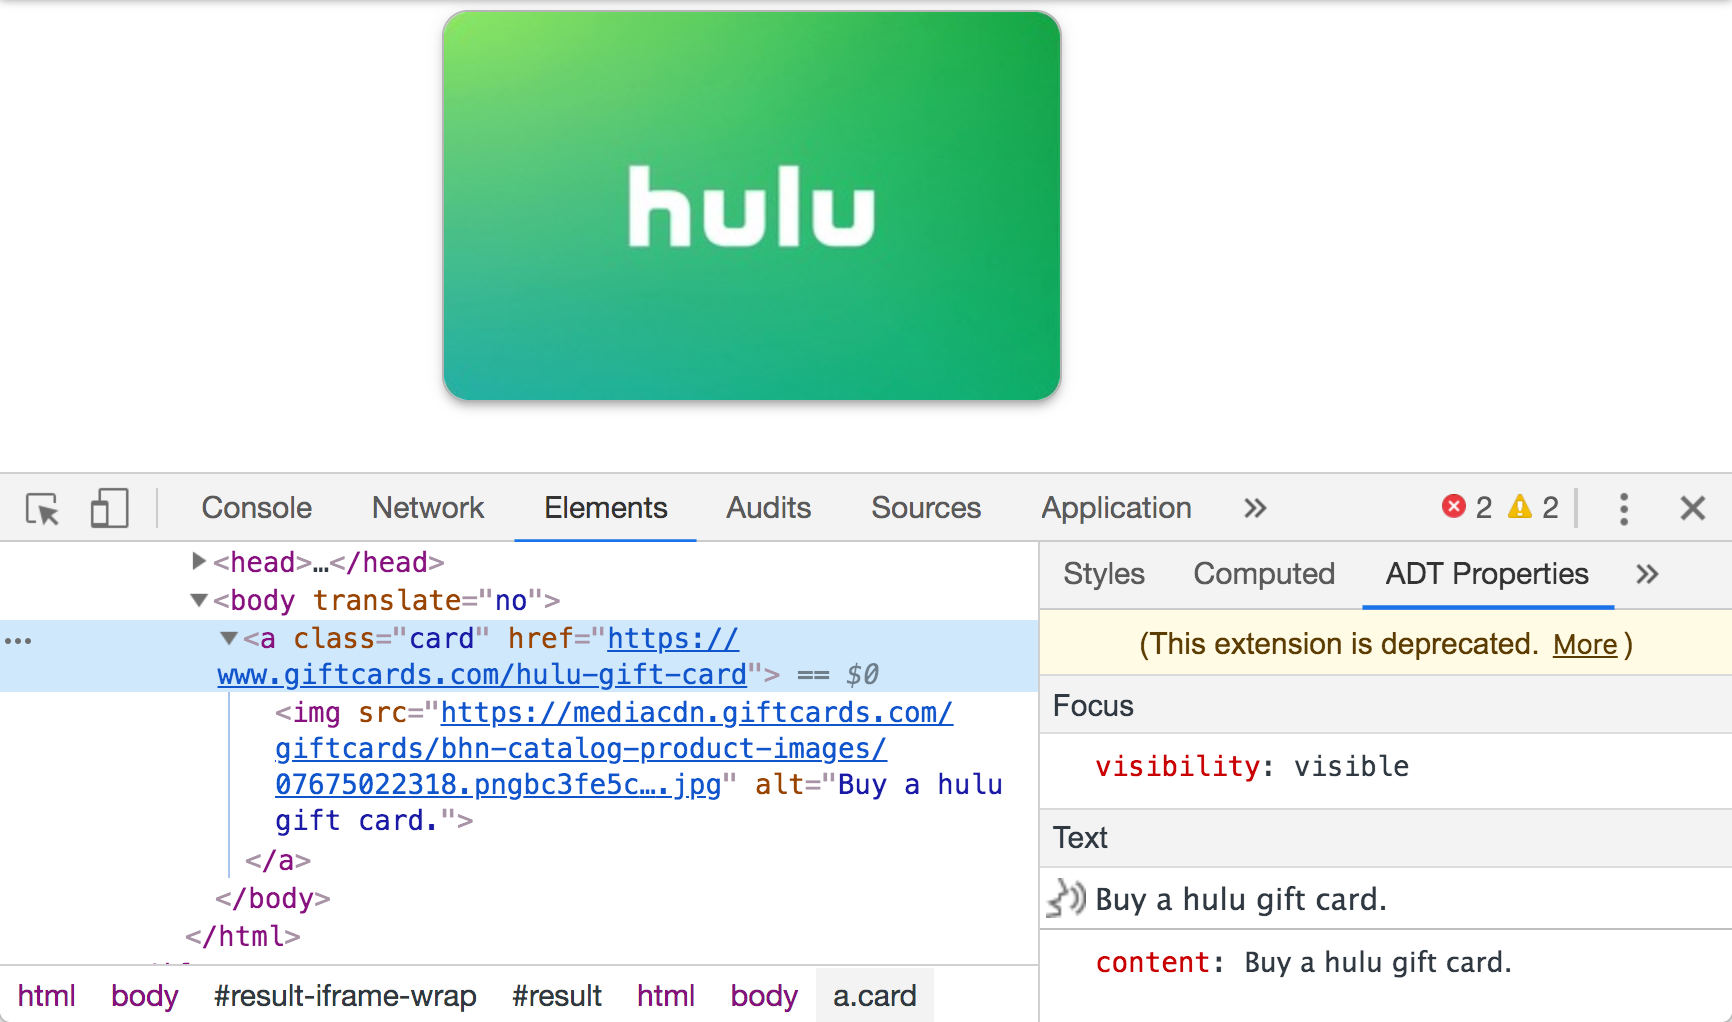 hulu
Console Network Elements Audits Sources Application » 2 2
<head>…</head>
<body translate="no">
<a class="card" href="https://
www.giftcards.com/hulu-gift-card"> == $0
<img src="https://mediacdn.giftcards.com/
giftcards/bhn-catalog-product-images/
07675022318.pngbc3fe5c….jpg" alt="Buy a hulu
gift card.">
</a>
</body>
</html>
html body #result-iframe-wrap #result html body a.card
Styles Computed ADT Properties »
(This extension is deprecated. More )
Focus
visibility: visible
Text
Buy a hulu gift card.
content: Buy a hulu gift card.